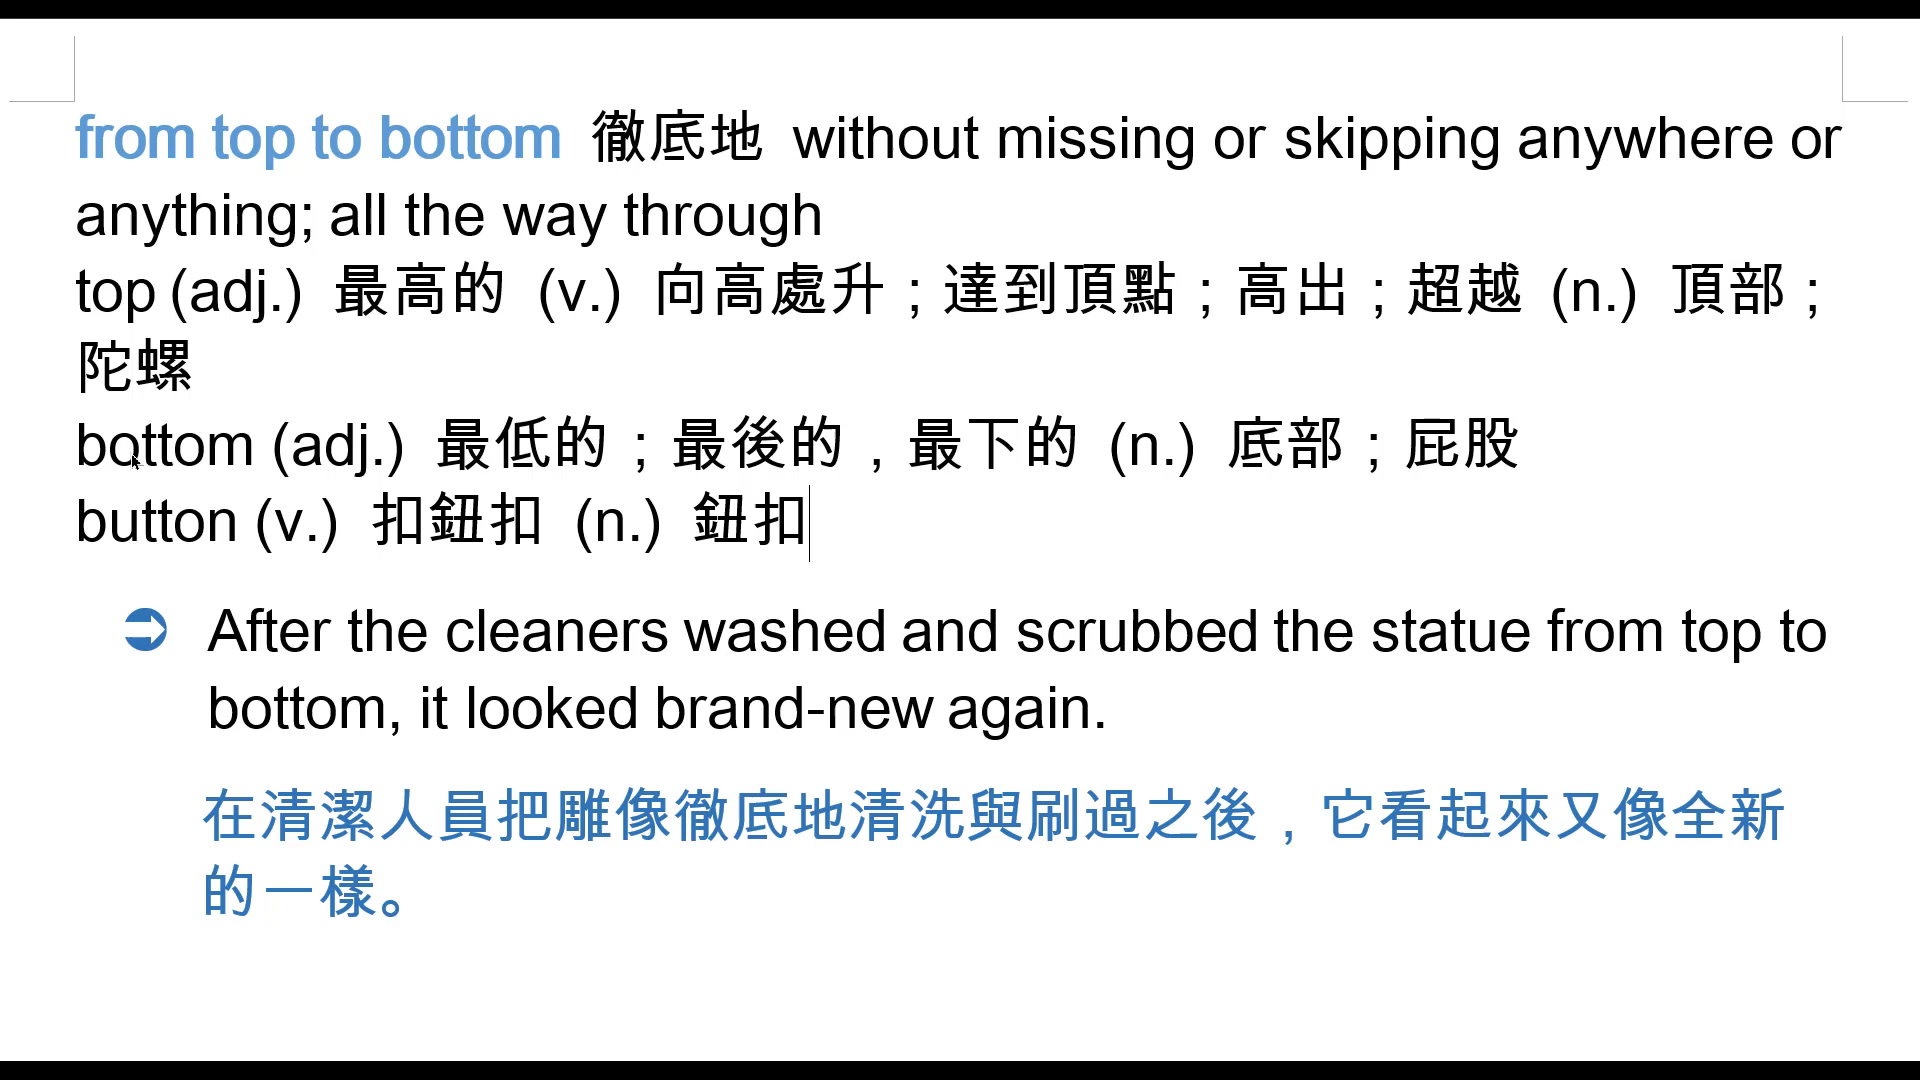 from top to bottom 徹底地 without missing or skipping anywhere or
anything; all the way through
top (adj.) 最高的 (v.) 向高處升；達到頂點；高出；超越 (n.) 頂部；
陀螺
bottom (adj.) 最低的；最後的，最下的 (n.) 底部；屁股
button (v.) 扣鈕扣 (n.) 鈕扣
After the cleaners washed and scrubbed the statue from top to
bottom, it looked brand-new again.
在清潔人員把雕像徹底地清洗與刷過之後，它看起來又像全新
的一樣。